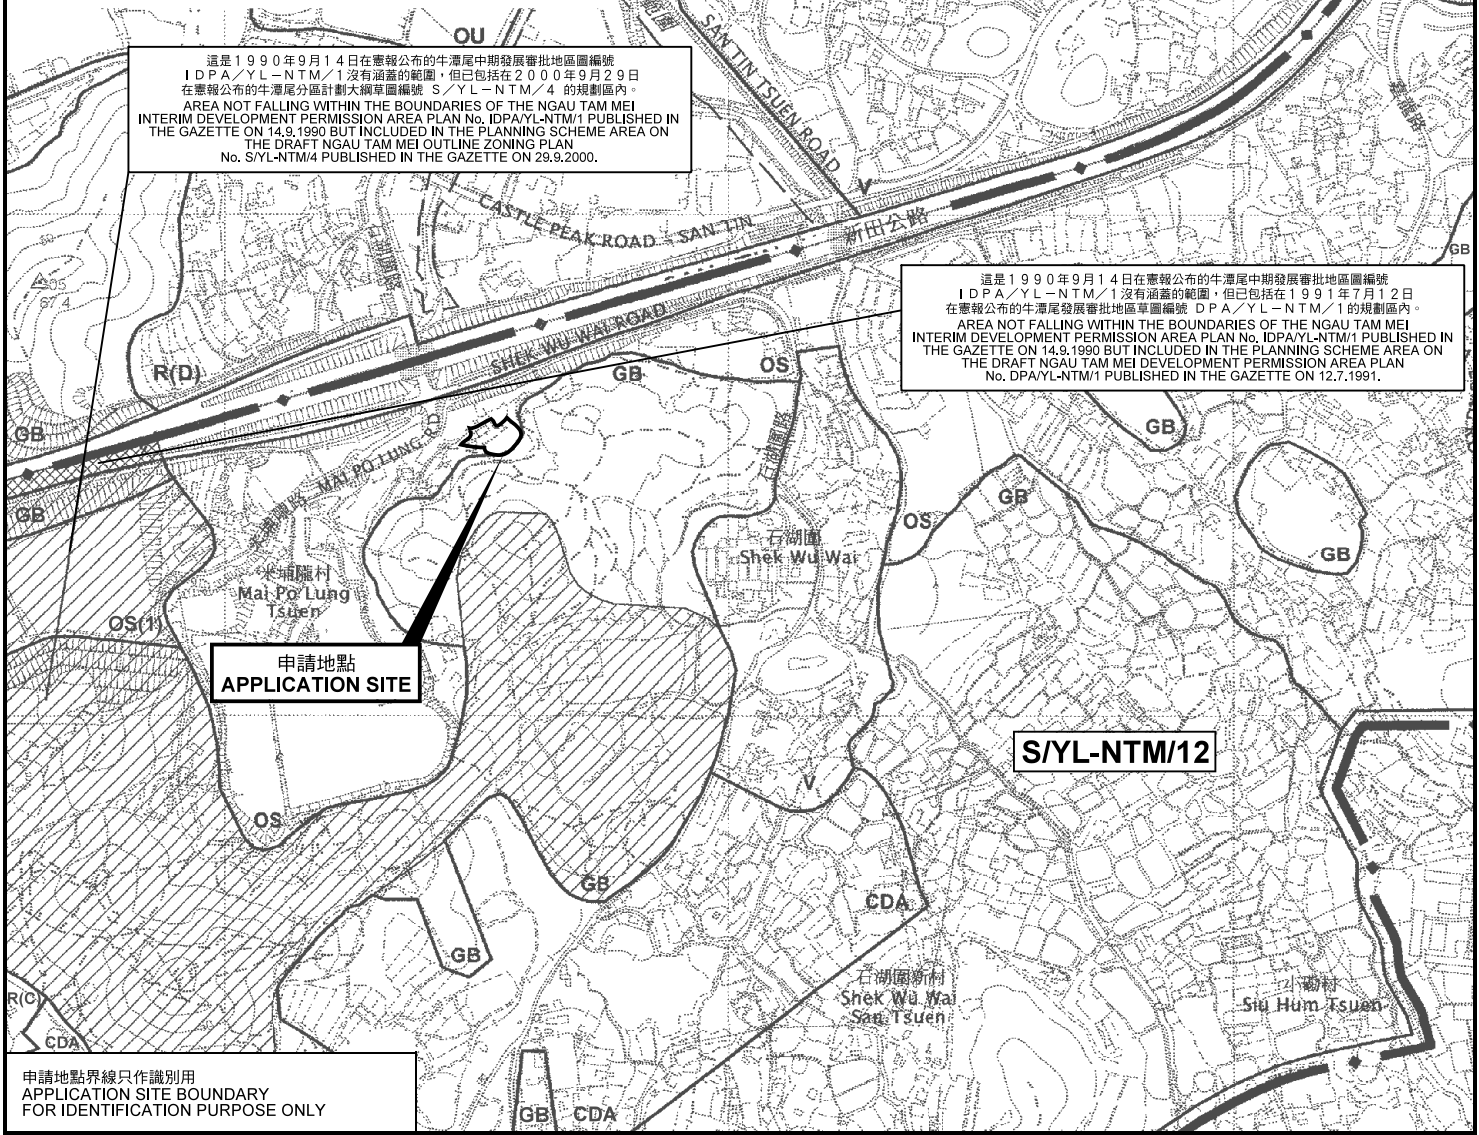 OU
SAN TIN TSUEN ROAD
這是1990年9月14日在憲報公布的牛潭尾中期發展審批地區圖編號
IDPA/YL-NTM/1沒有涵蓋的範圍,但已包括在2000年9月29日
在憲報公布的牛潭尾分區計劃大綱草圖編號 S/YL-NTM/4 的規劃區內。
AREA NOT FALLING WITHIN THE BOUNDARIES OF THE NGAU TAM MEI
INTERIM DEVELOPMENT PERMISSION AREA PLAN No. IDPA/YL-NTM/1 PUBLISHED IN
THE GAZETTE ON 14.9.1990 BUT INCLUDED IN THE PLANNING SCHEME AREA ON
THE DRAFT NGAU TAM MEI OUTLINE ZONING PLAN
No. S/YL-NTM/4 PUBLISHED IN THE GAZETTE ON 29.9.2000.
V
CASTLE PEAK ROAD - SAN TIN
新田公路
GB
這是1990年9月14日在憲報公布的牛潭尾中期發展審批地區圖編號
IDPA/YL-NTM/1沒有涵蓋的範圍,但已包括在1991年7月12日
在憲報公布的牛潭尾發展審批地區草圖編號 DPA/YL-NTM/1的規劃區內。
AREA NOT FALLING WITHIN THE BOUNDARIES OF THE NGAU TAM MEI
INTERIM DEVELOPMENT PERMISSION AREA PLAN No. IDPA/YL-NTM/1 PUBLISHED IN
THE GAZETTE ON 14.9.1990 BUT INCLUDED IN THE PLANNING SCHEME AREA ON
THE DRAFT NGAU TAM MEI DEVELOPMENT PERMISSION AREA PLAN
No. DPA/YL-NTM/1 PUBLISHED IN THE GAZETTE ON 12.7.1991.
67.4
SHEK WU WAI ROAD
R(D)
GB
OS
GB
GB
石湖圍路
米埔隴路 MAI PO LUNG RD
GB
GB
OS
GB
石湖圍
Shek Wu Wai
米埔隴村
Mai Po Lung
Tsuen
OS(1)
申請地點
APPLICATION SITE
S/YL-NTM/12
V
OS
GB
CDA
GB
石湖圍新村
Shek Wu Wai
San Tsuen
小磡村
Siu Hum Tsuen
R(C)
CDA
申請地點界線只作識別用
APPLICATION SITE BOUNDARY
FOR IDENTIFICATION PURPOSE ONLY
GB
CDA